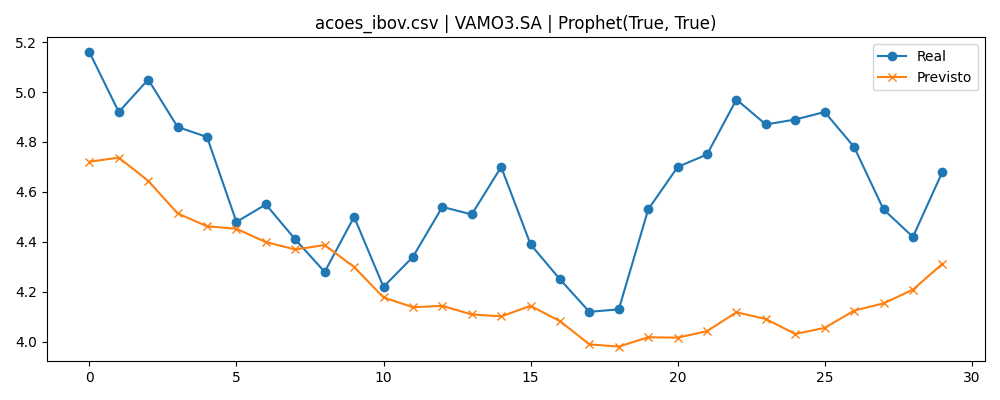 acoes_ibov.csv | VAMO3.SA | Prophet(True, True)
Real
Previsto
5.2
5.0
4.8
4.6
4.4
4.2
4.0
0 5 10 15 20 25 30